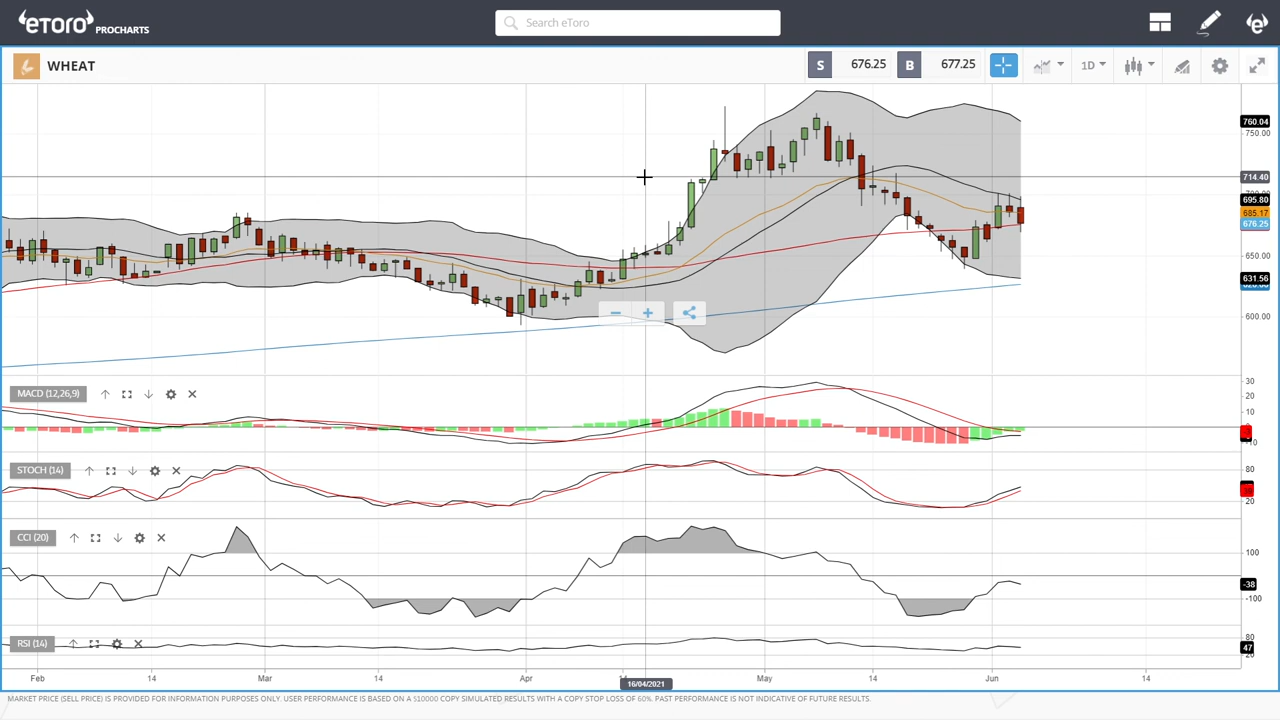 eToro PROCHARTS
Search eToro
WHEAT
S 676.25 B 677.25
1D
760.04
750.00
714.40
695.80
685.17
676.25
650.00
631.56
600.00
MACD (12,26,9)
30
20
10
-10
STOCH (14)
80
20
CCI (20)
100
-38
-100
RSI (14)
80
47
20
Feb 14 Mar 14 Apr 16/04/2021 May 14 Jun 14
MARKET PRICE (SELL PRICE) IS PROVIDED FOR INFORMATION PURPOSES ONLY. USER PERFORMANCE IS BASED ON A $10000 COPY SIMULATED RESULTS WITH A COPY STOP LOSS OF 60%. PAST PERFORMANCE IS NOT INDICATIVE OF FUTURE RESULTS.